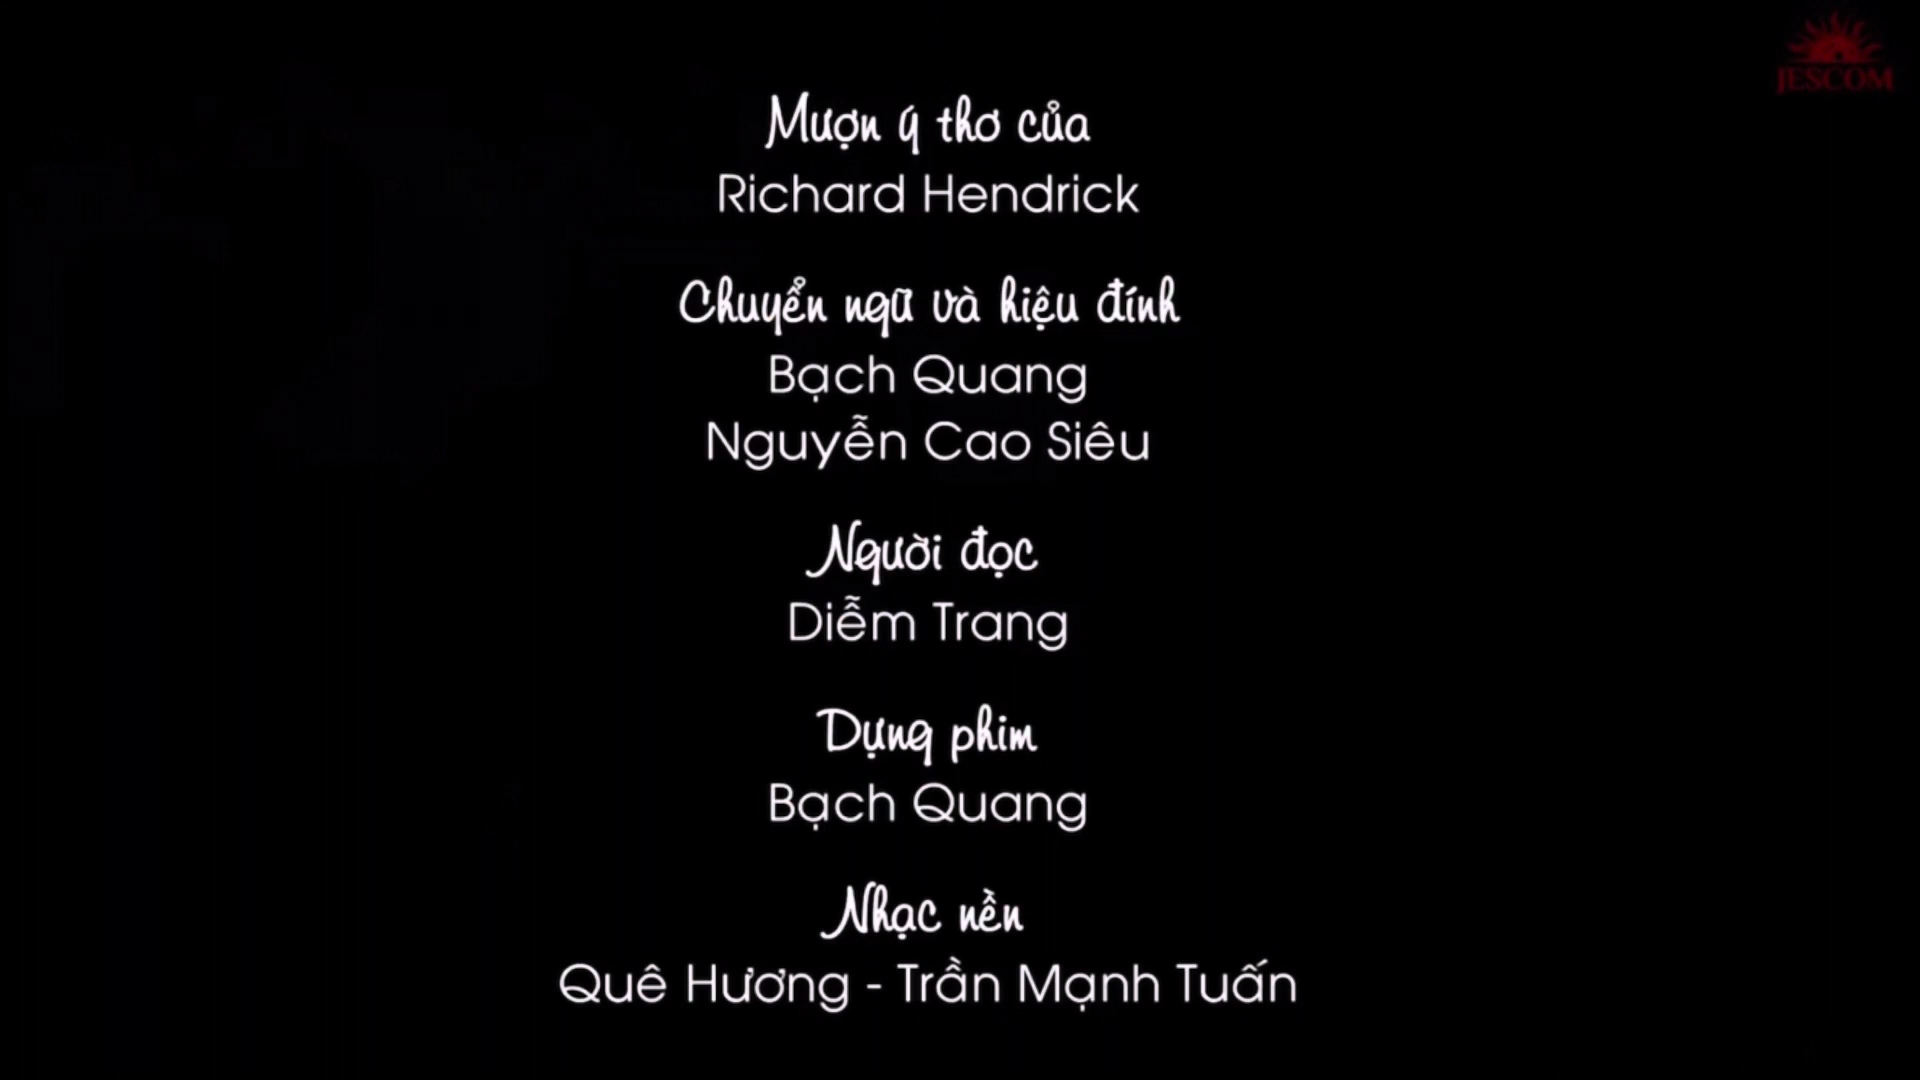 JESCOM
Mượn ý thơ của
Richard Hendrick
Chuyển ngữ và hiệu đính
Bạch Quang
Nguyễn Cao Siêu
Người đọc
Diễm Trang
Dựng phim
Bạch Quang
Nhạc nền
Quê Hương - Trần Mạnh Tuấn